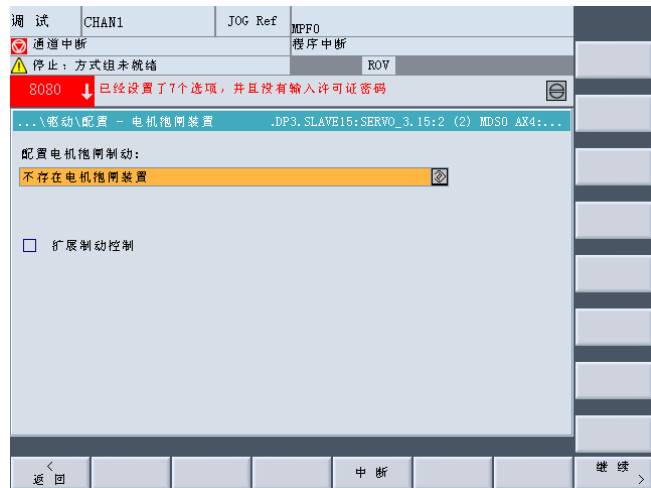 调 试 CHAN1 JOG Ref MPF0
通道中断 程序中断
停止：方式组未就绪 ROV
8080 已经设置了7个选项，并且没有输入许可证密码
...\驱动\配置 - 电机抱闸装置 .DP3.SLAVE15:SERVO_3.15:2 (2) MDS0 AX4:...
配置电机抱闸制动:
不存在电机抱闸装置
扩展制动控制
< 返 回 中 断 继 续 >